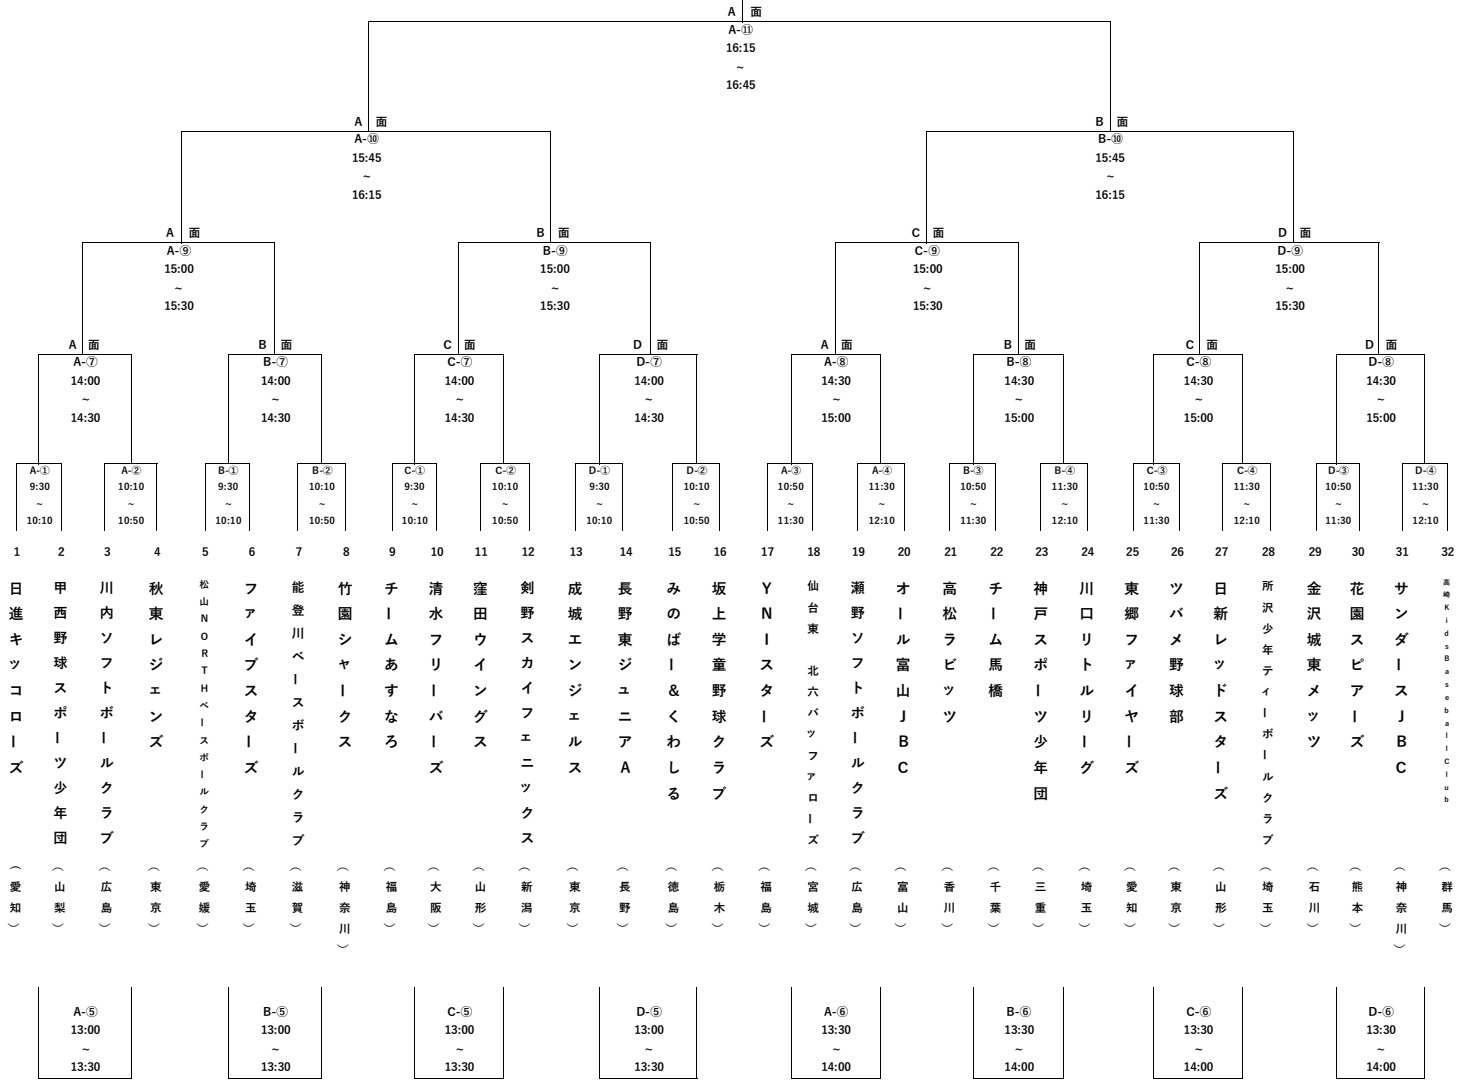 A 面
A-⑪
16:15
~
16:45
A 面 B 面
A-⑩ B-⑩
15:45 15:45
~ ~
16:15 16:15
A 面 B 面 C 面 D 面
A-⑨ B-⑨ C-⑨ D-⑨
15:00 15:00 15:00 15:00
~ ~ ~ ~
15:30 15:30 15:30 15:30
A 面 B 面 C 面 D 面 A 面 B 面 C 面 D 面
A-⑦ B-⑦ C-⑦ D-⑦ A-⑧ B-⑧ C-⑧ D-⑧
14:00 14:00 14:00 14:00 14:30 14:30 14:30 14:30
~ ~ ~ ~ ~ ~ ~ ~
14:30 14:30 14:30 14:30 15:00 15:00 15:00 15:00
A-① A-② B-① B-② C-① C-② D-① D-② A-③ A-④ B-③ B-④ C-③ C-④ D-③ D-④
9:30 10:10 9:30 10:10 9:30 10:10 9:30 10:10 10:50 11:30 10:50 11:30 10:50 11:30 10:50 11:30
~ ~ ~ ~ ~ ~ ~ ~ ~ ~ ~ ~ ~ ~ ~ ~
10:10 10:50 10:10 10:50 10:10 10:50 10:10 10:50 11:30 12:10 11:30 12:10 11:30 12:10 11:30 12:10
1 2 3 4 5 6 7 8 9 10 11 12 13 14 15 16 17 18 19 20 21 22 23 24 25 26 27 28 29 30 31 32
日進キッコローズ（愛知）
甲西野球スポーツ少年団（山梨）
川内ソフトボールクラブ（広島）
秋東レジェンズ（東京）
松山NORTHベースボールクラブ（愛媛）
ファイブスターズ（埼玉）
能登川ベースボールクラブ（滋賀）
竹園シャークス（神奈川）
チームあすなろ（福島）
清水フリーバーズ（大阪）
窪田ウイングス（山形）
剣野スカイフェニックス（新潟）
成城エンジェルス（東京）
長野東ジュニアA（長野）
みのばー＆くわしる（徳島）
坂上学童野球クラブ（栃木）
YNースターズ（福島）
仙台東 北六バッファローズ（宮城）
瀬野ソフトボールクラブ（広島）
オール富山JBC（富山）
高松ラビッツ（香川）
チーム馬橋（千葉）
神戸スポーツ少年団（三重）
川口リトルリーグ（埼玉）
東郷ファイヤーズ（愛知）
ツバメ野球部（東京）
日新レッドスターズ（山形）
所沢少年ティーボールクラブ（埼玉）
金沢城東メッツ（石川）
花園スピアーズ（熊本）
サンダースJBC（神奈川）
高崎KidsBaseballClub（群馬）
A-⑤ B-⑤ C-⑤ D-⑤ A-⑥ B-⑥ C-⑥ D-⑥
13:00 13:00 13:00 13:00 13:30 13:30 13:30 13:30
~ ~ ~ ~ ~ ~ ~ ~
13:30 13:30 13:30 13:30 14:00 14:00 14:00 14:00